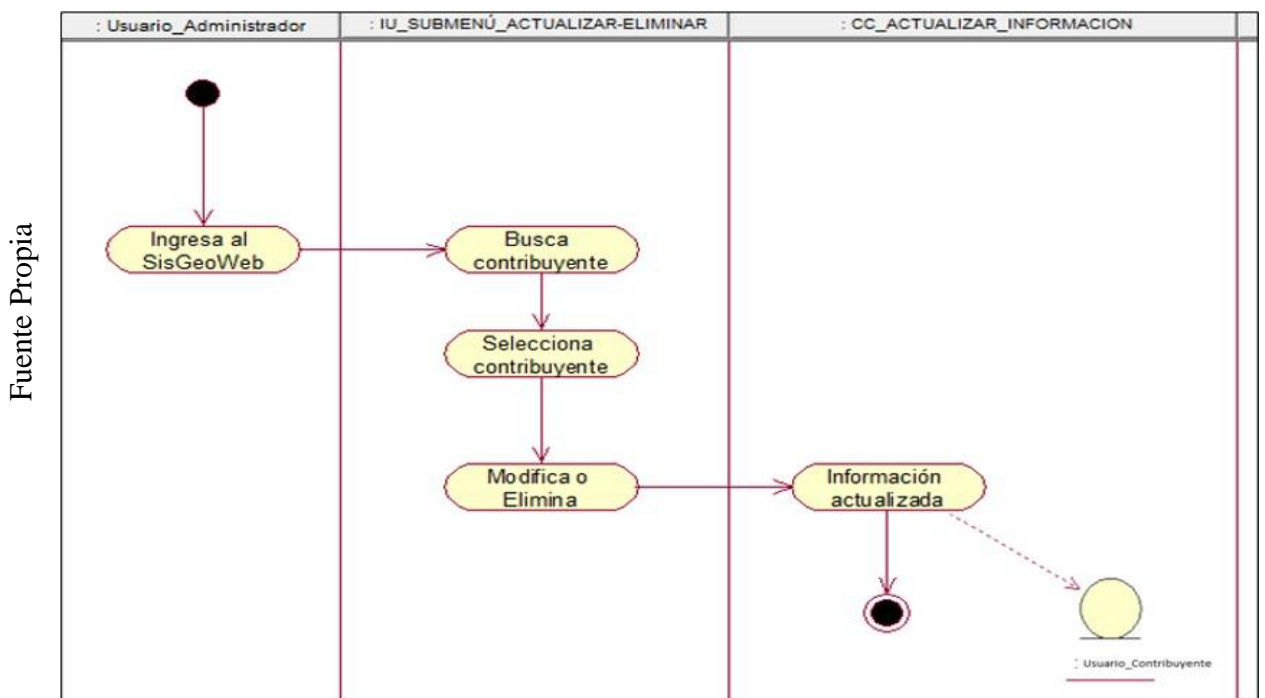 : Usuario_Administrador
: IU_SUBMENÚ_ACTUALIZAR-ELIMINAR
: CC_ACTUALIZAR_INFORMACION
Fuente Propia
Ingresa al
SisGeoWeb
Busca
contribuyente
Selecciona
contribuyente
Modifica o
Elimina
Información
actualizada
: Usuario_Contribuyente